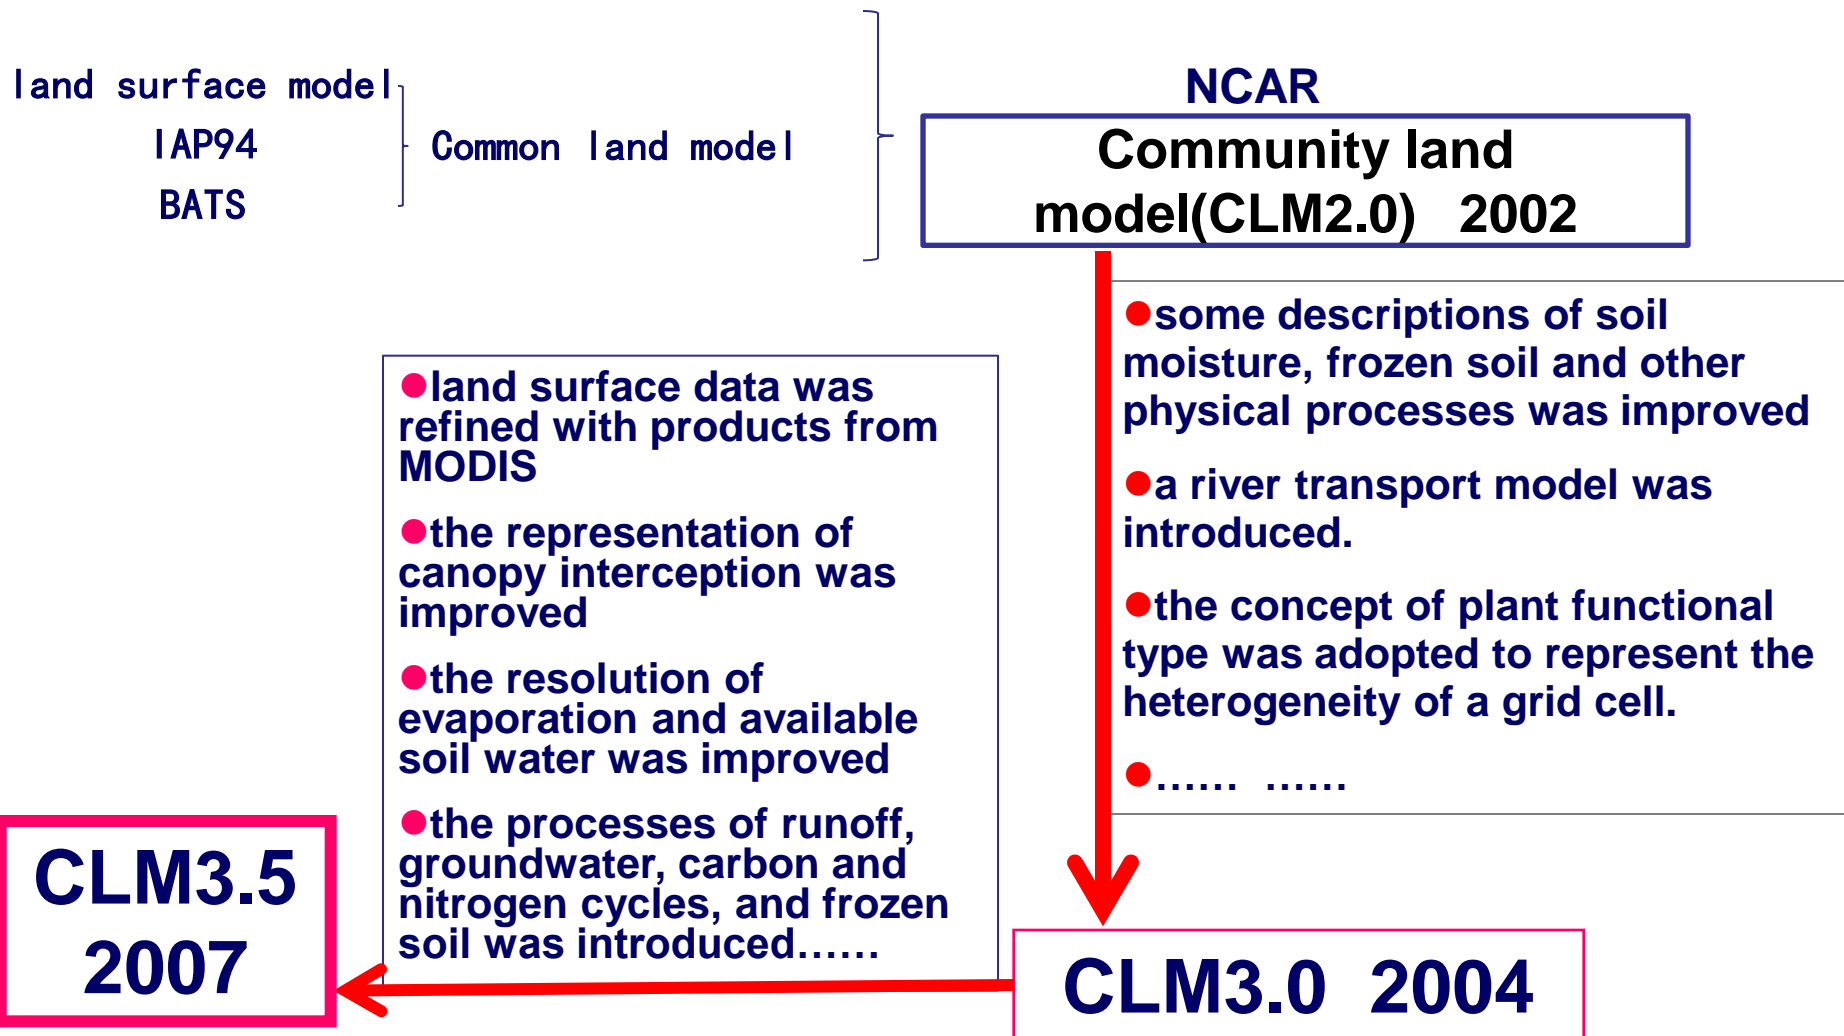 land surface model
IAP94
BATS
Common land model
NCAR
Community land
model(CLM2.0) 2002
●some descriptions of soil
moisture, frozen soil and other
physical processes was improved
●a river transport model was
introduced.
●the concept of plant functional
type was adopted to represent the
heterogeneity of a grid cell.
●...... ......
●land surface data was
refined with products from
MODIS
●the representation of
canopy interception was
improved
●the resolution of
evaporation and available
soil water was improved
●the processes of runoff,
groundwater, carbon and
nitrogen cycles, and frozen
soil was introduced......
CLM3.0 2004
CLM3.5
2007